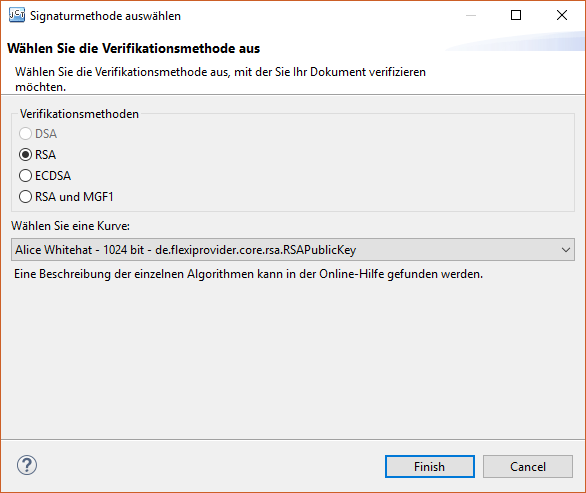 JCT
Signaturmethode auswählen
Wählen Sie die Verifikationsmethode aus
Wählen Sie die Verifikationsmethode aus, mit der Sie Ihr Dokument verifizieren
möchten.
Verifikationsmethoden
DSA
RSA
ECDSA
RSA und MGF1
Wählen Sie eine Kurve:
Alice Whitehat - 1024 bit - de.flexiprovider.core.rsa.RSAPublicKey
Eine Beschreibung der einzelnen Algorithmen kann in der Online-Hilfe gefunden werden.
?
Finish
Cancel